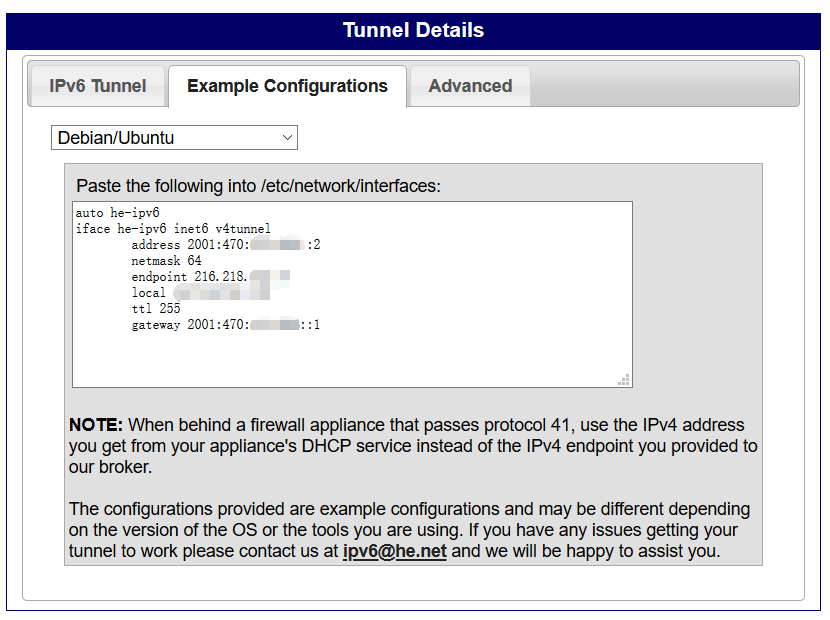 Tunnel Details
IPv6 Tunnel
Example Configurations
Advanced
Debian/Ubuntu
Paste the following into /etc/network/interfaces:
auto he-ipv6
iface he-ipv6 inet6 v4tunnel
address 2001:470: :2
netmask 64
endpoint 216.218.
local
ttl 255
gateway 2001:470: ::1
NOTE: When behind a firewall appliance that passes protocol 41, use the IPv4 address
you get from your appliance's DHCP service instead of the IPv4 endpoint you provided to
our broker.
The configurations provided are example configurations and may be different depending
on the version of the OS or the tools you are using. If you have any issues getting your
tunnel to work please contact us at ipv6@he.net and we will be happy to assist you.